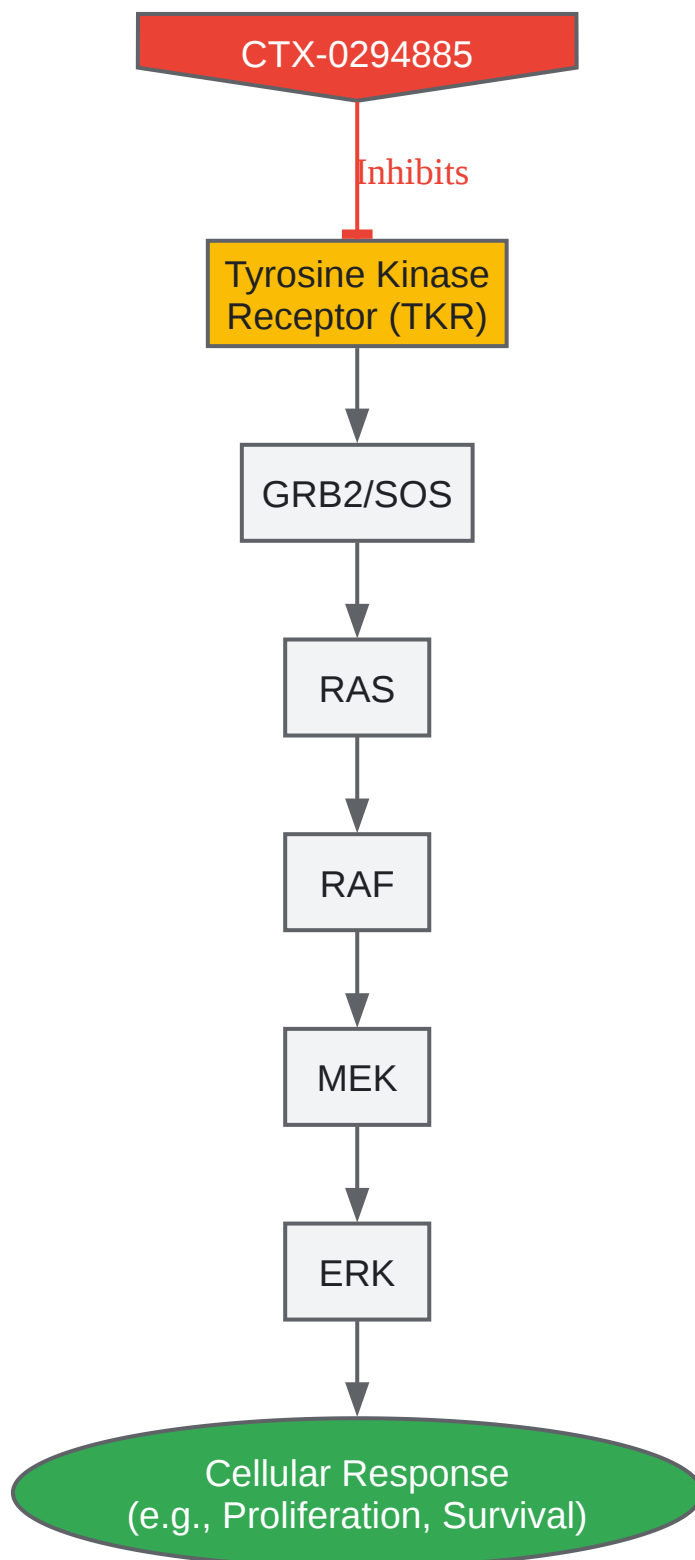 CTX-0294885
Inhibits
Tyrosine Kinase
Receptor (TKR)
GRB2/SOS
RAS
RAF
MEK
ERK
Cellular Response
(e.g., Proliferation, Survival)